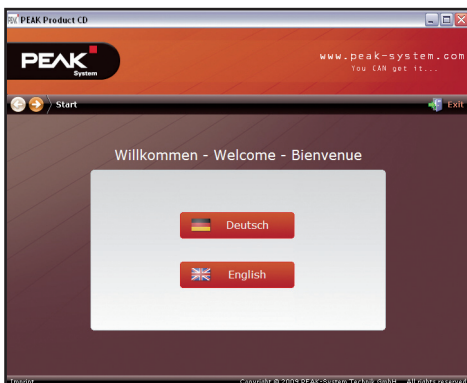 PEAK Product CD
PEAK
System
www.peak-system.com
You CAN get it...
Start
Exit
Willkommen - Welcome - Bienvenue
Deutsch
English
Imprint
Copyright © 2009 PEAK-System Technik GmbH All rights reserved